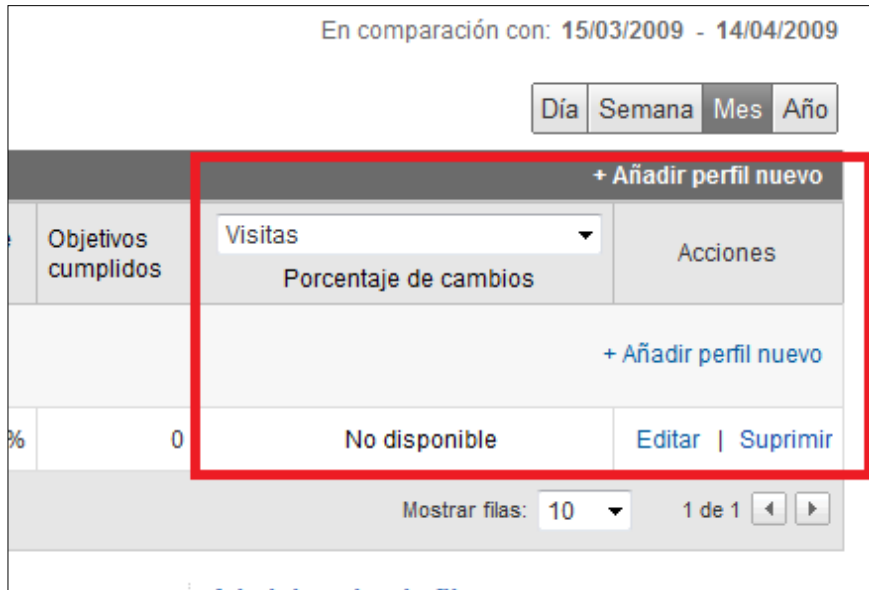 En comparación con: 15/03/2009 - 14/04/2009
Día Semana Mes Año
+ Añadir perfil nuevo
Objetivos cumplidos
Visitas
Porcentaje de cambios
Acciones
+ Añadir perfil nuevo
% 0 No disponible Editar | Suprimir
Mostrar filas: 10 1 de 1